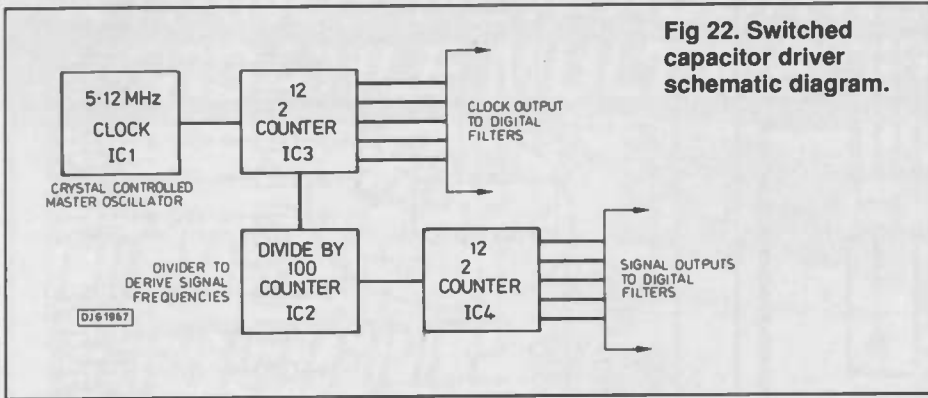 Fig 22. Switched
capacitor driver
schematic diagram.
5·12 MHz
CLOCK
IC1
CRYSTAL CONTROLLED
MASTER OSCILLATOR
12
2
COUNTER
IC3
CLOCK OUTPUT
TO DIGITAL
FILTERS
DIVIDER TO
DERIVE SIGNAL
FREQUENCIES
DIVIDE BY
100
COUNTER
IC2
12
2
COUNTER
IC4
SIGNAL OUTPUTS
TO DIGITAL
FILTERS
DJG1967